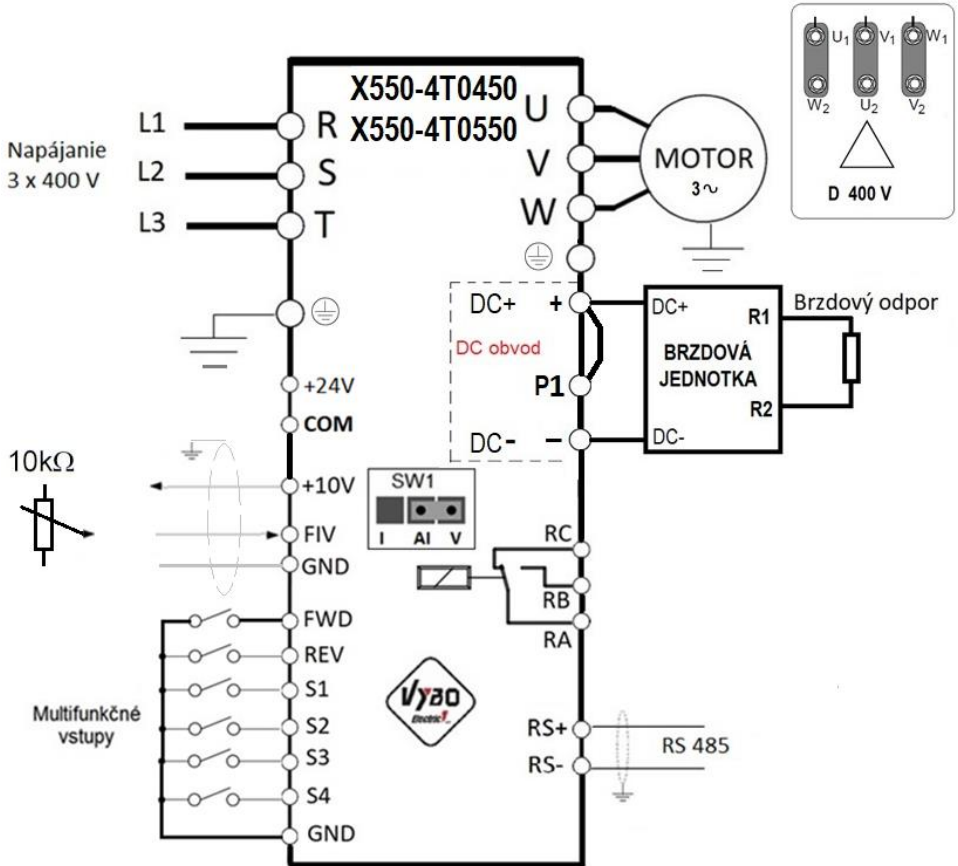 X550-4T0450
X550-4T0550
Napájanie
3 x 400 V
L1
L2
L3
R
S
T
U
V
W
MOTOR
3~
U1 V1 W1
W2 U2 V2
D 400 V
DC+ +
DC obvod
P1
DC- -
DC+
R1
BRZDOVÁ
JEDNOTKA
R2
DC-
Brzdový odpor
+24V
COM
10kΩ
+10V
FIV
GND
SW1
I AI V
RC
RB
RA
FWD
REV
S1
S2
S3
S4
GND
Multifunkčné
vstupy
VYBO
Electric
RS+
RS-
RS 485